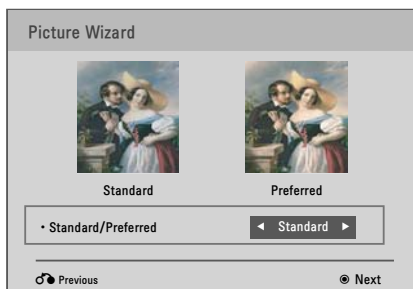 Picture Wizard
Standard Preferred
• Standard/Preferred ◄ Standard ►
Previous ◉ Next